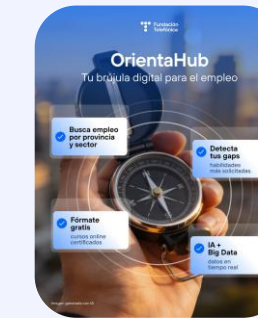 Fundación
Telefónica
OrientaHub
Tu brújula digital para el empleo
Busca empleo
por provincia
y sector
Detecta
tus gaps
habilidades
más solicitadas
Fórmate
gratis
cursos online
certificados
IA +
Big Data
datos en
tiempo real